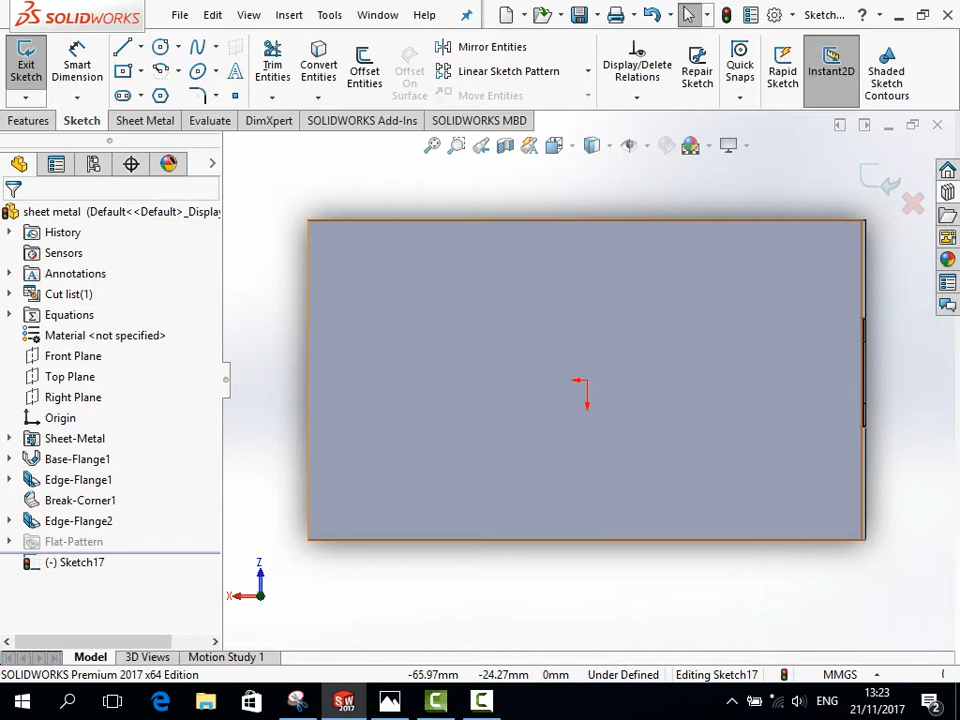 SOLIDWORKS File Edit View Insert Tools Window Help Sketch... ?
Exit Sketch
Smart Dimension
Trim Entities
Convert Entities
Offset Entities
Offset On Surface
Mirror Entities
Linear Sketch Pattern
Move Entities
Display/Delete Relations
Repair Sketch
Quick Snaps
Rapid Sketch
Instant2D
Shaded Sketch Contours
Features Sketch Sheet Metal Evaluate DimXpert SOLIDWORKS Add-Ins SOLIDWORKS MBD
sheet metal (Default<<Default>_Display
History
Sensors
Annotations
Cut list(1)
Equations
Material <not specified>
Front Plane
Top Plane
Right Plane
Origin
Sheet-Metal
Base-Flange1
Edge-Flange1
Break-Corner1
Edge-Flange2
Flat-Pattern
(-) Sketch17
Z
X
Model 3D Views Motion Study 1
SOLIDWORKS Premium 2017 x64 Edition -65.97mm -24.27mm 0mm Under Defined Editing Sketch17 MMGS
ENG 13:23
21/11/2017 2